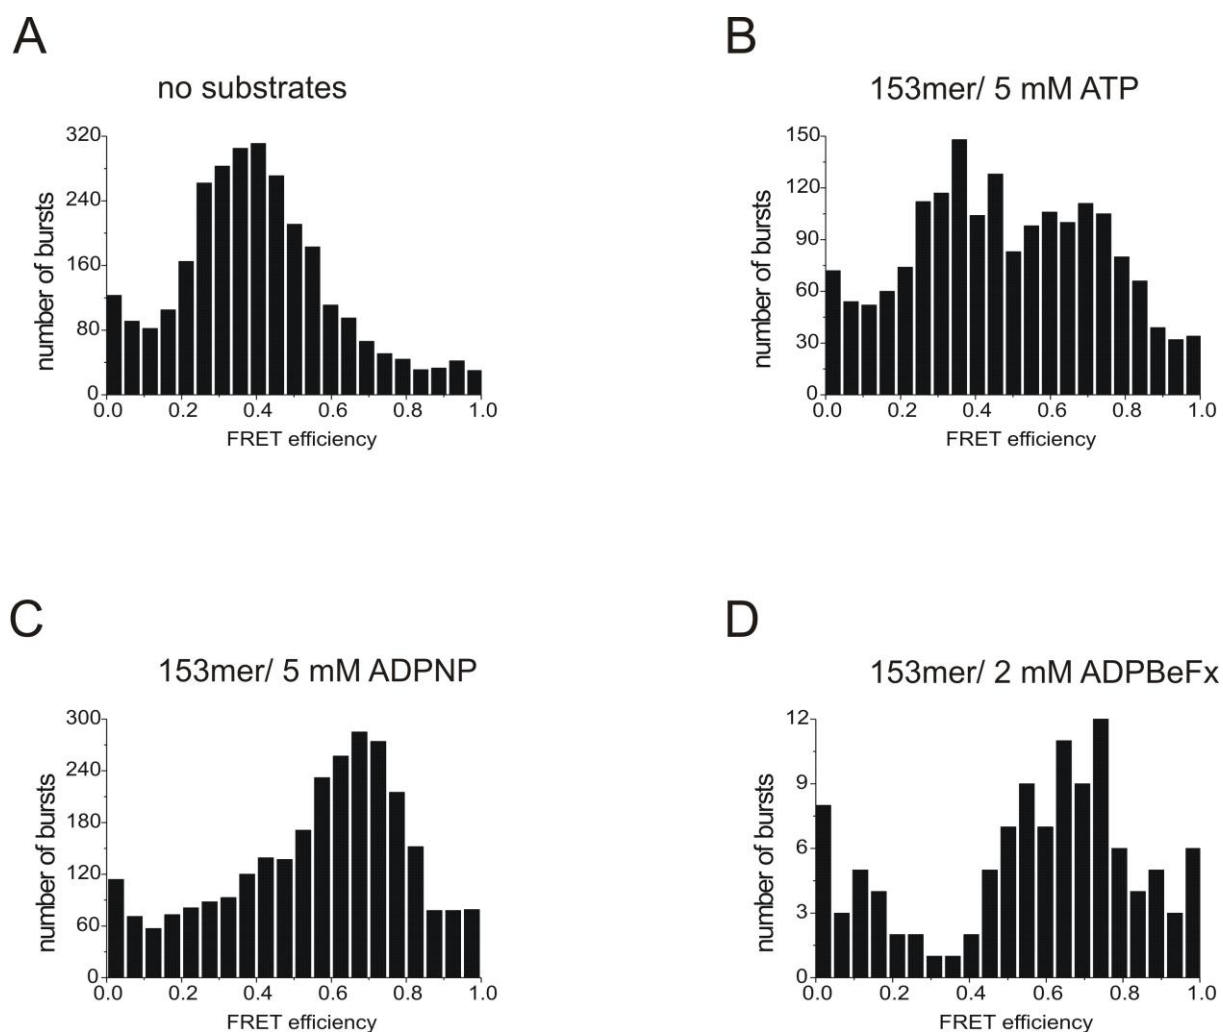 A
no substrates
number of bursts
320
240
160
80
0
0.0 0.2 0.4 0.6 0.8 1.0
FRET efficiency
B
153mer/ 5 mM ATP
number of bursts
150
120
90
60
30
0
0.0 0.2 0.4 0.6 0.8 1.0
FRET efficiency
C
153mer/ 5 mM ADPNP
number of bursts
300
240
180
120
60
0
0.0 0.2 0.4 0.6 0.8 1.0
FRET efficiency
D
153mer/ 2 mM ADPBeFx
number of bursts
12
9
6
3
0
0.0 0.2 0.4 0.6 0.8 1.0
FRET efficiency